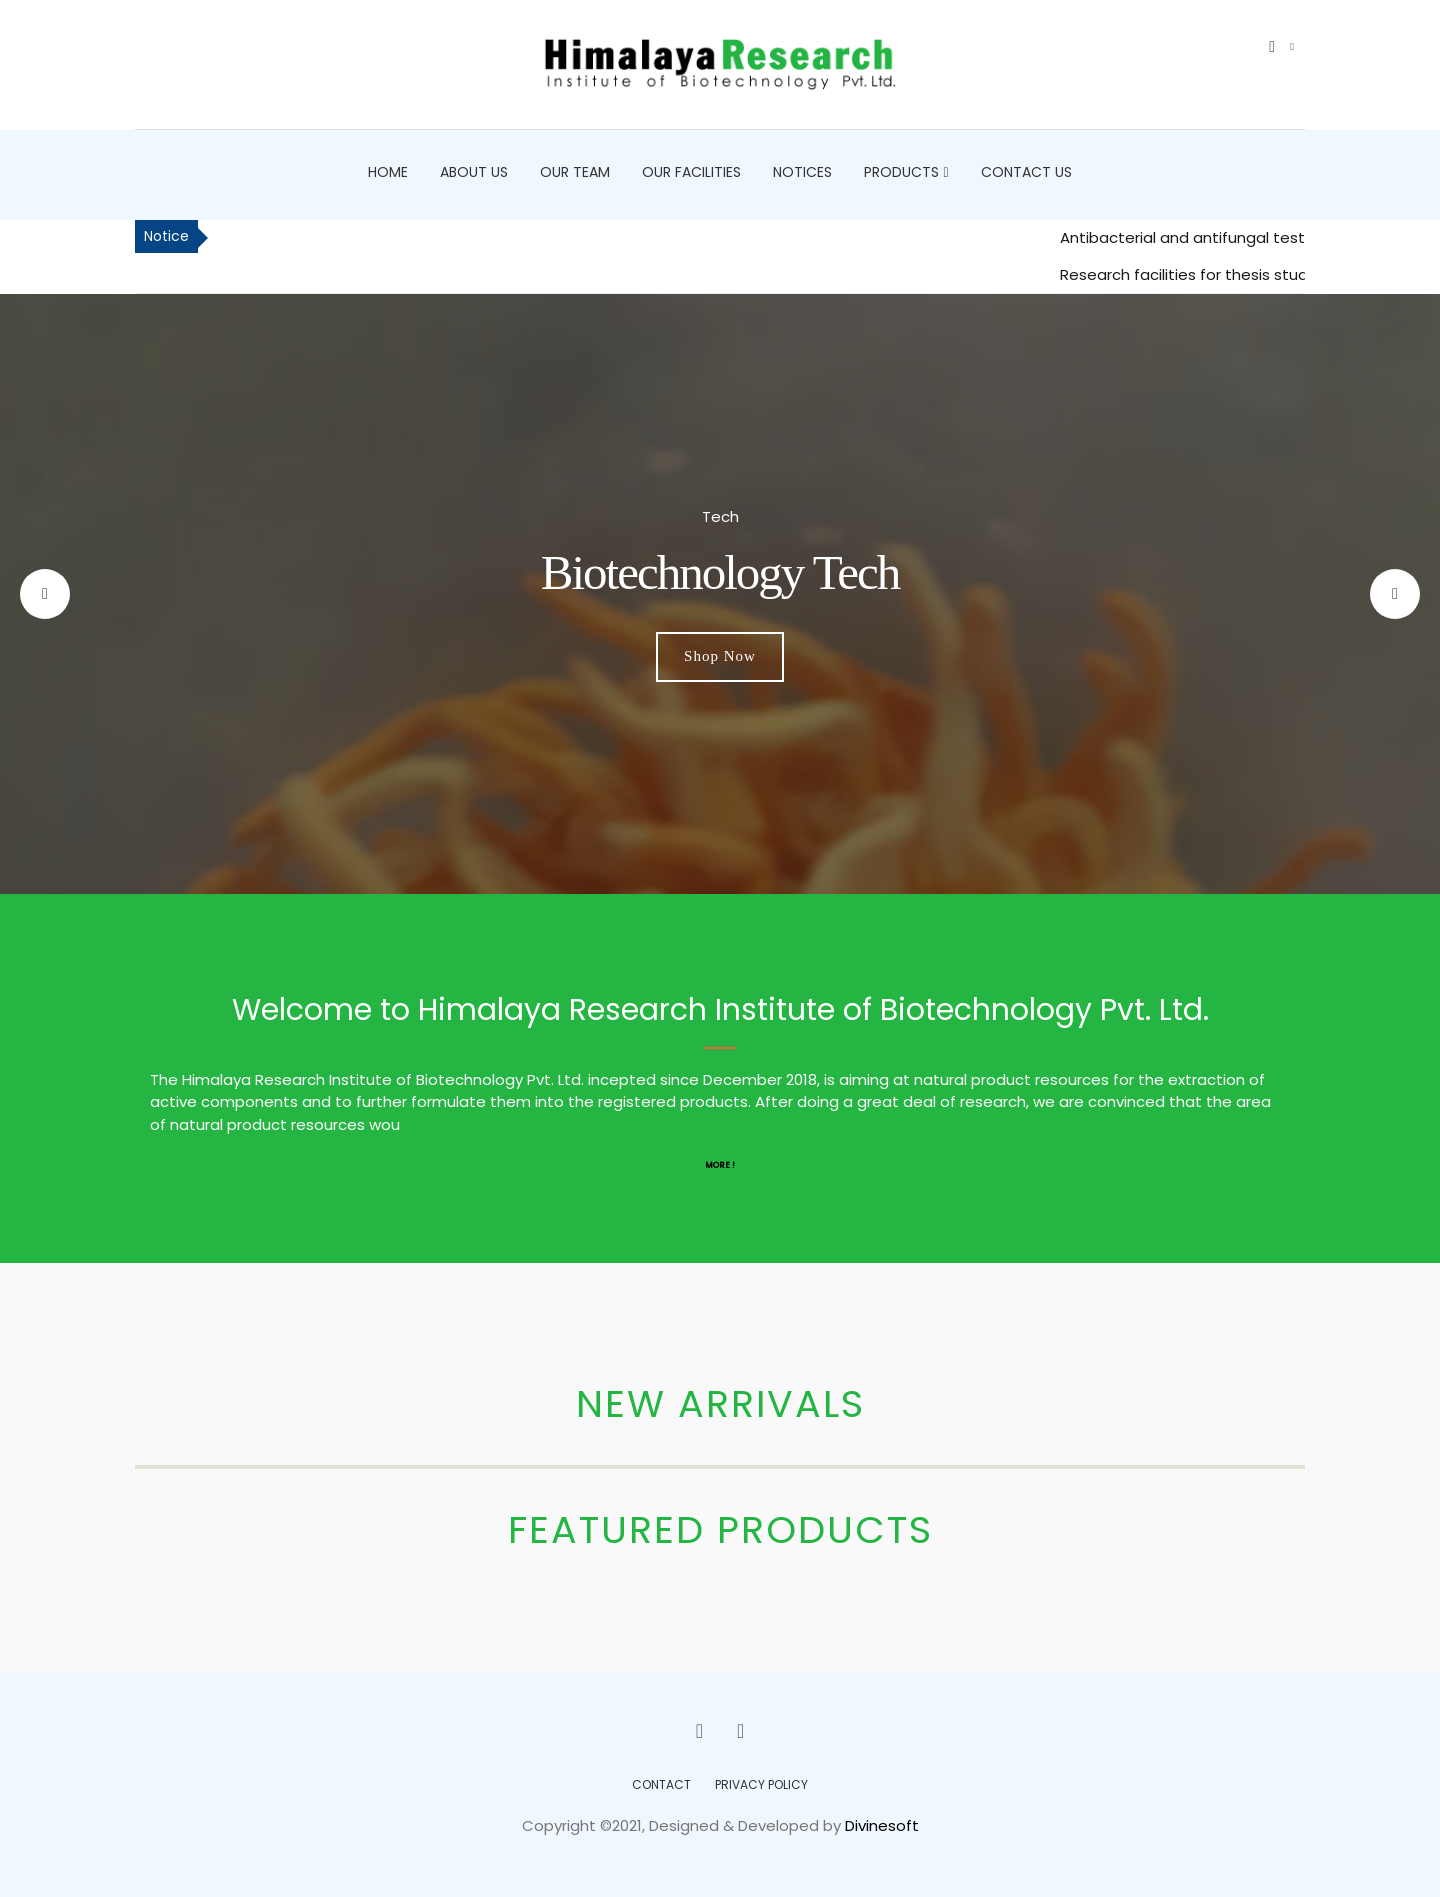 HimalayaResearch
Institute of Biotechnology Pvt. Ltd.
HOME ABOUT US OUR TEAM OUR FACILITIES NOTICES PRODUCTS CONTACT US
Notice
Antibacterial and antifungal test
Research facilities for thesis
Tech
Biotechnology Tech
Shop Now
Welcome to Himalaya Research Institute of Biotechnology Pvt. Ltd.
The Himalaya Research Institute of Biotechnology Pvt. Ltd. incepted since December 2018, is aiming at natural product resources for the extraction of
active components and to further formulate them into the registered products. After doing a great deal of research, we are convinced that the area
of natural product resources wou
MORE !
NEW ARRIVALS
FEATURED PRODUCTS
CONTACT PRIVACY POLICY
Copyright ©2021, Designed & Developed by Divinesoft